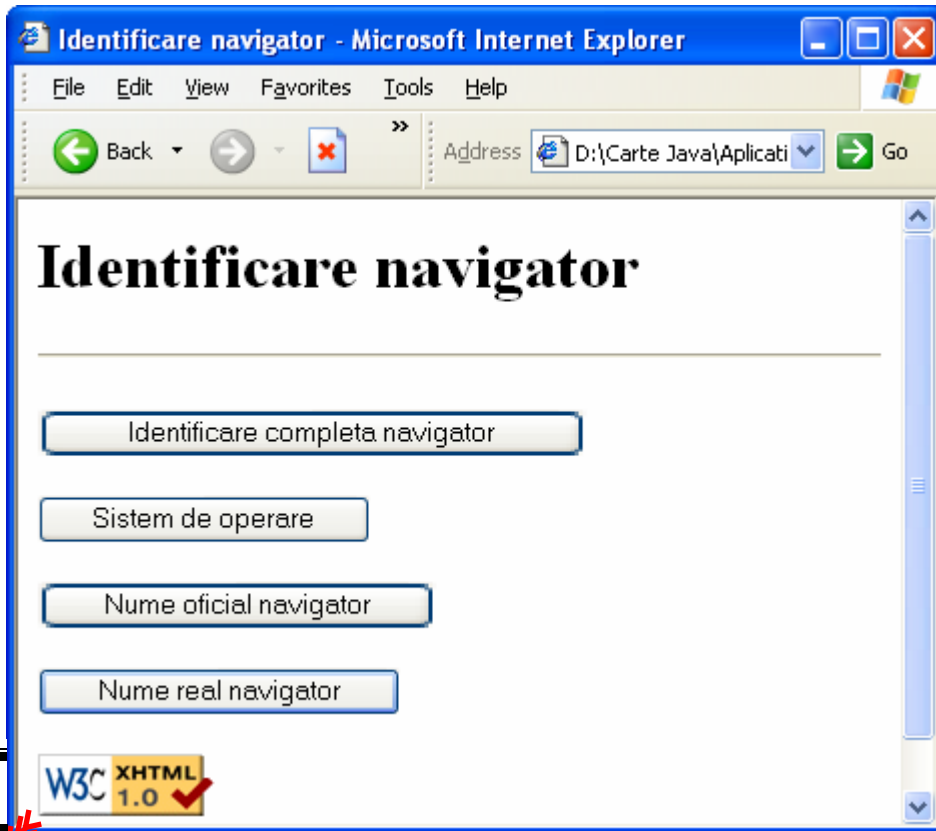 Identificare navigator - Microsoft Internet Explorer
File Edit View Favorites Tools Help
Back » Address D:\Carte Java\Aplicati Go
Identificare navigator
Identificare completa navigator
Sistem de operare
Nume oficial navigator
Nume real navigator
W3C XHTML
1.0